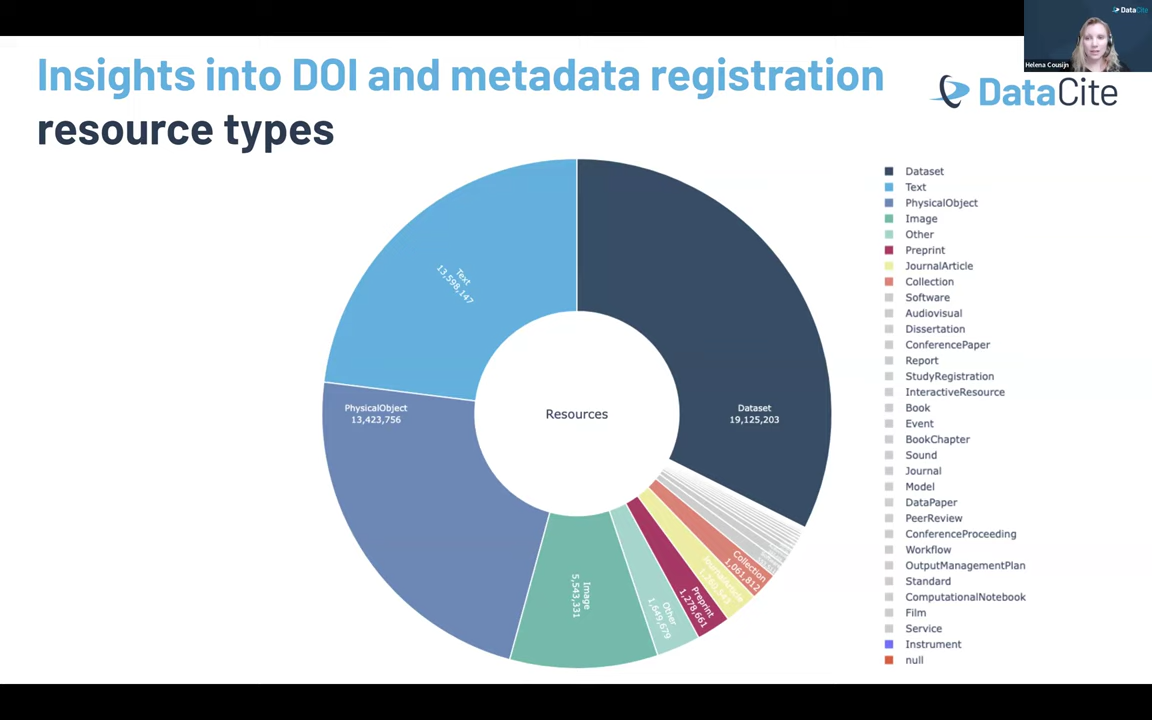 DataCite
Helena Cousijn
Insights into DOI and metadata registration
resource types
DataCite
Text
13,598,147
PhysicalObject
13,423,756
Resources
Dataset
19,125,203
Image
5,543,331
Other
1,649,679
Preprint
1,278,661
JournalArticle
Collection
1,061,812
Dataset
Text
PhysicalObject
Image
Other
Preprint
JournalArticle
Collection
Software
Audiovisual
Dissertation
ConferencePaper
Report
StudyRegistration
InteractiveResource
Book
Event
BookChapter
Sound
Journal
Model
DataPaper
PeerReview
ConferenceProceeding
Workflow
OutputManagementPlan
Standard
ComputationalNotebook
Film
Service
Instrument
null